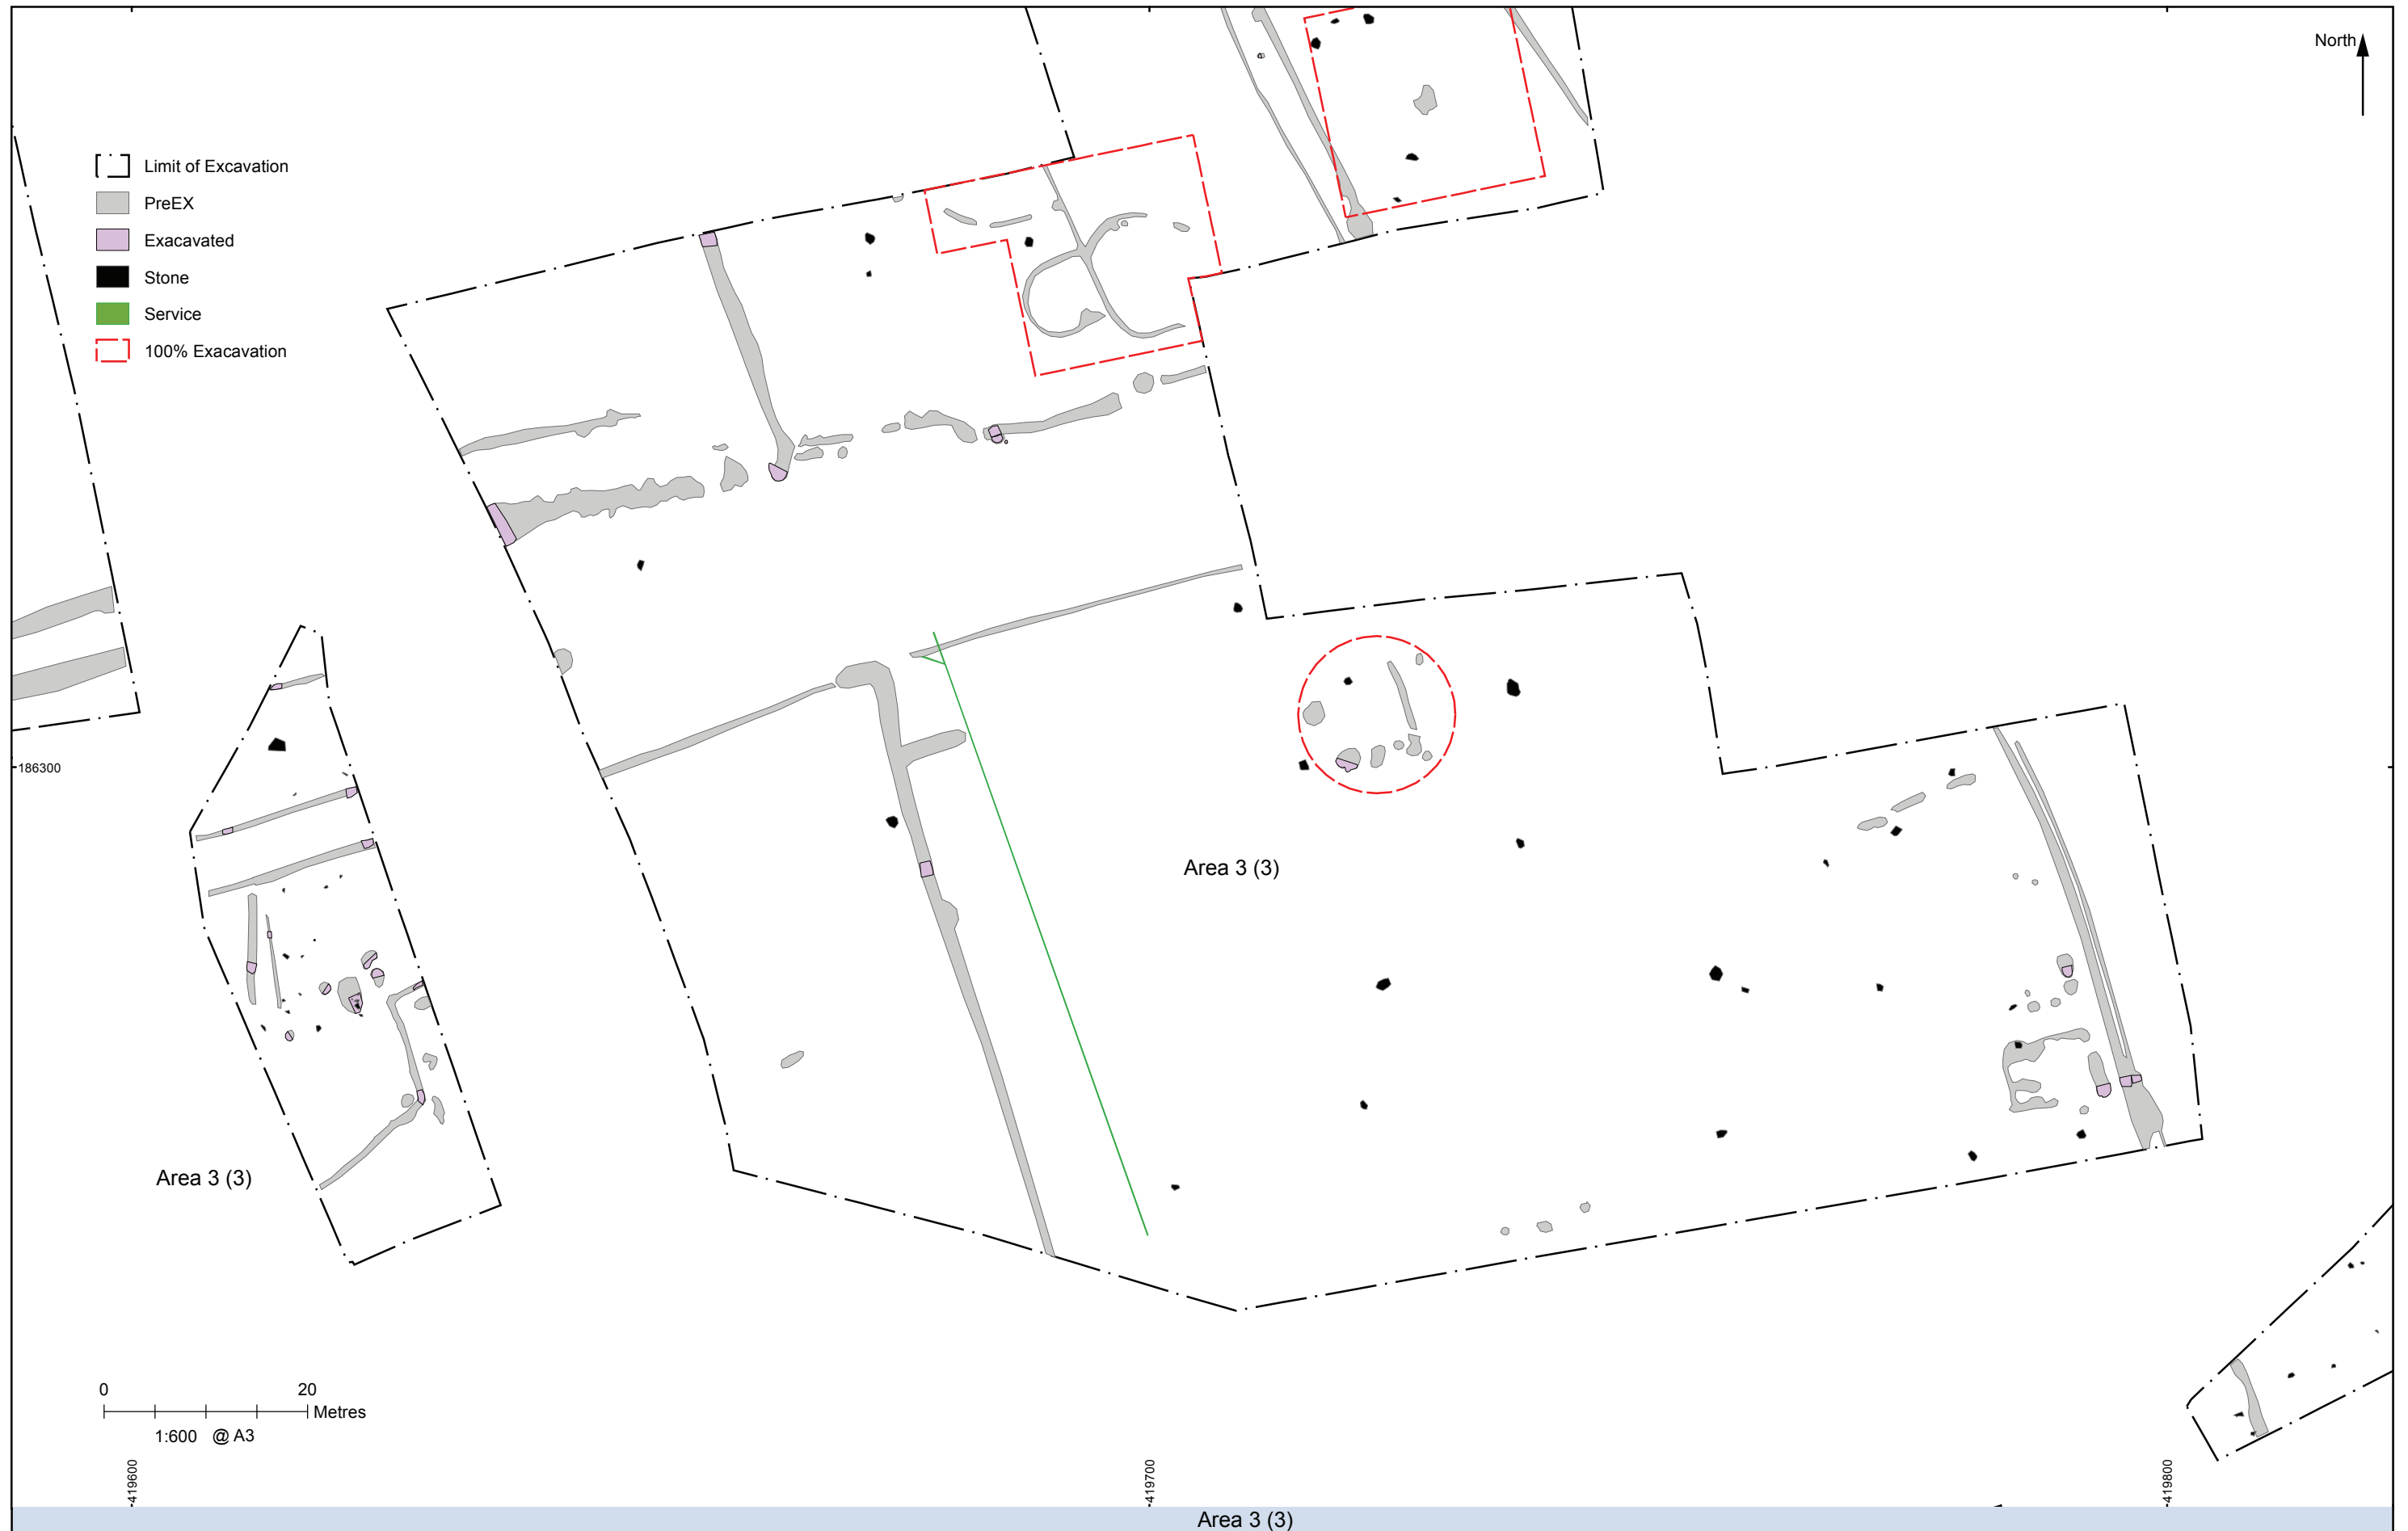 North
Limit of Excavation
PreEX
Exacavated
Stone
Service
100% Exacavation
186300
Area 3 (3)
Area 3 (3)
0 20
Metres
1:600 @ A3
419600
419700
419800
Area 3 (3)